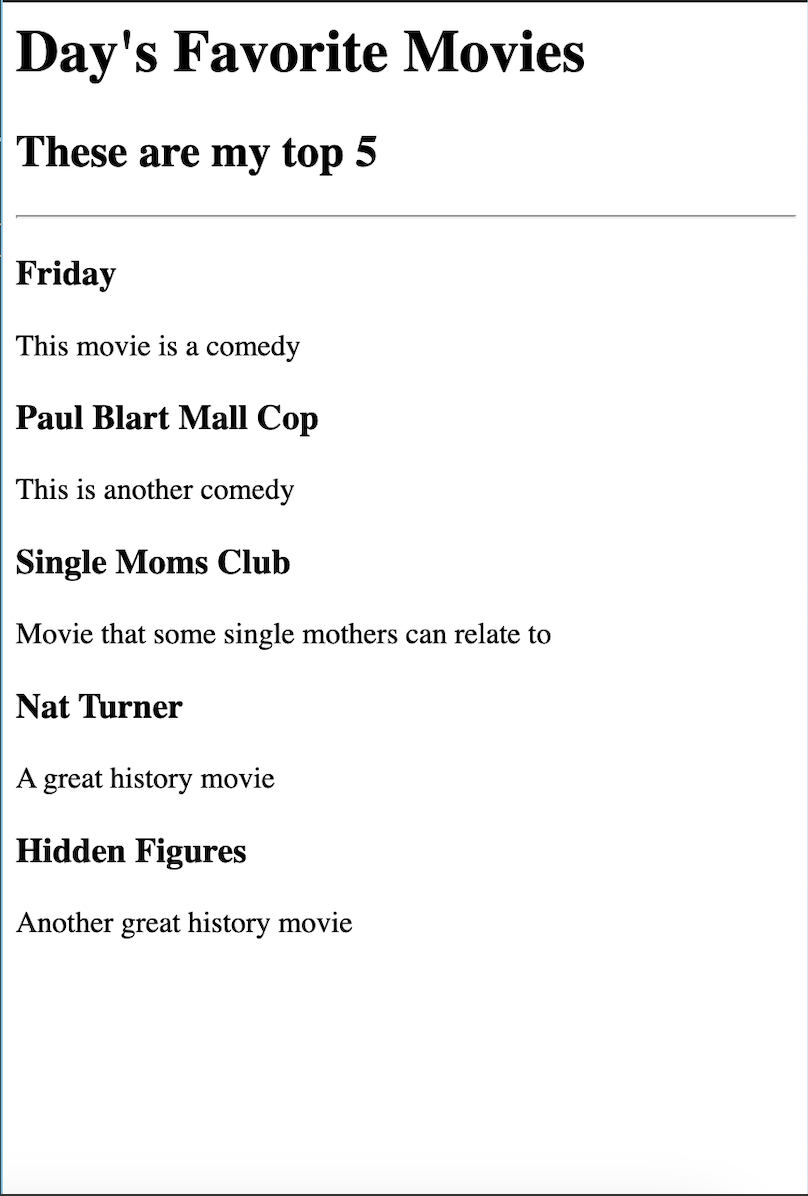 Day's Favorite Movies
These are my top 5
Friday
This movie is a comedy
Paul Blart Mall Cop
This is another comedy
Single Moms Club
Movie that some single mothers can relate to
Nat Turner
A great history movie
Hidden Figures
Another great history movie